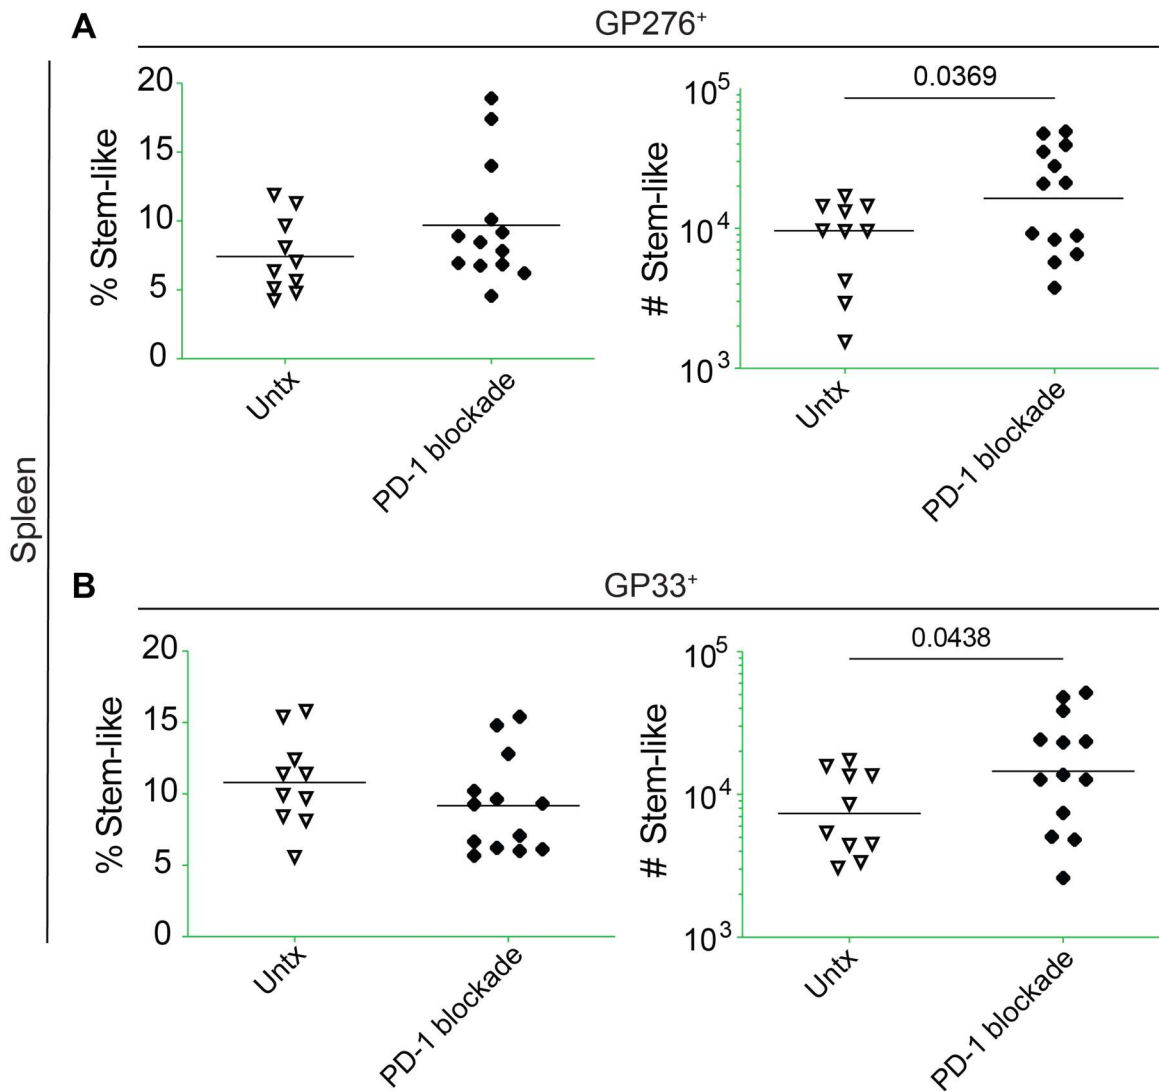 A
GP276⁺
Spleen
% Stem-like
20
15
10
5
0
Untx
PD-1 blockade
# Stem-like
10⁵
10⁴
10³
0.0369
Untx
PD-1 blockade
B
GP33⁺
% Stem-like
20
15
10
5
0
Untx
PD-1 blockade
# Stem-like
10⁵
10⁴
10³
0.0438
Untx
PD-1 blockade